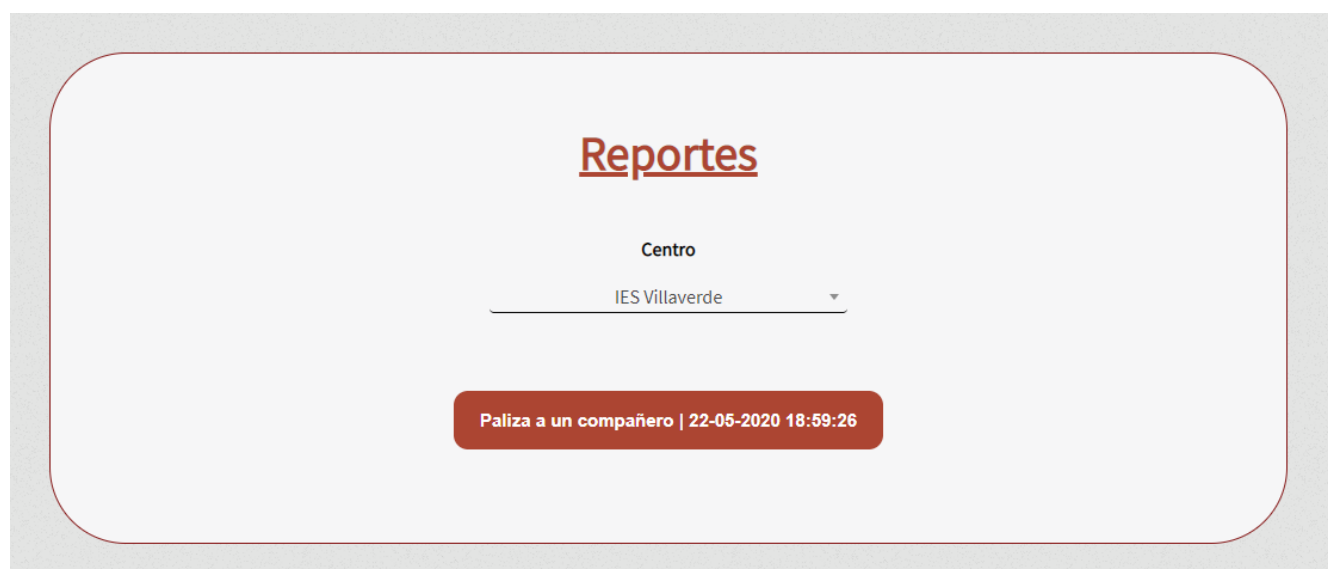 Reportes
Centro
IES Villaverde
Paliza a un compañero | 22-05-2020 18:59:26